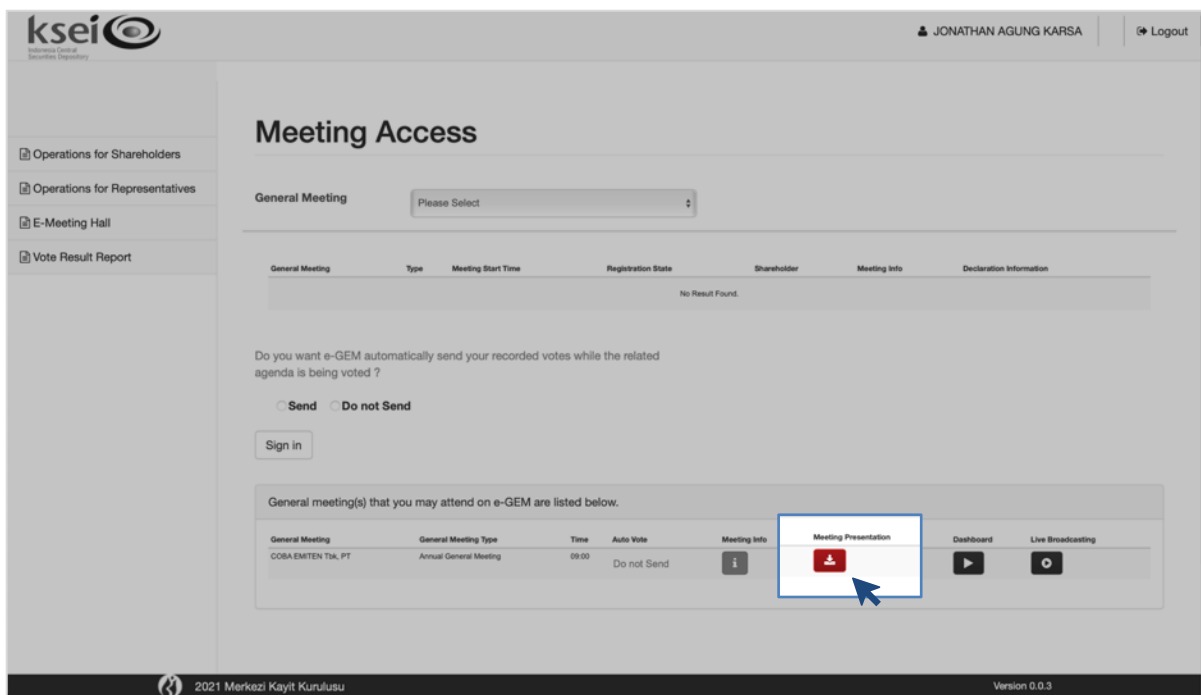 ksei
Indonesia Central
Securities Depository
JONATHAN AGUNG KARSA
Logout
Operations for Shareholders
Operations for Representatives
E-Meeting Hall
Vote Result Report
Meeting Access
General Meeting Please Select
General Meeting Type Meeting Start Time Registration State Shareholder Meeting Info Declaration Information
No Result Found.
Do you want e-GEM automatically send your recorded votes while the related
agenda is being voted ?
Send Do not Send
Sign in
General meeting(s) that you may attend on e-GEM are listed below.
General Meeting General Meeting Type Time Auto Vote Meeting Info Meeting Presentation Dashboard Live Broadcasting
COBA EMITEN Tbk, PT Annual General Meeting 09:00 Do not Send
2021 Merkezi Kayit Kurulusu Version 0.0.3